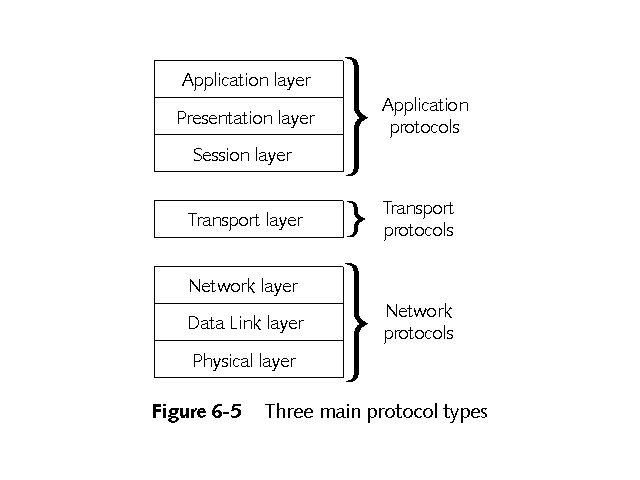 Application layer
Presentation layer
Session layer
Application
protocols
Transport layer
Transport
protocols
Network layer
Data Link layer
Physical layer
Network
protocols
Figure 6-5 Three main protocol types